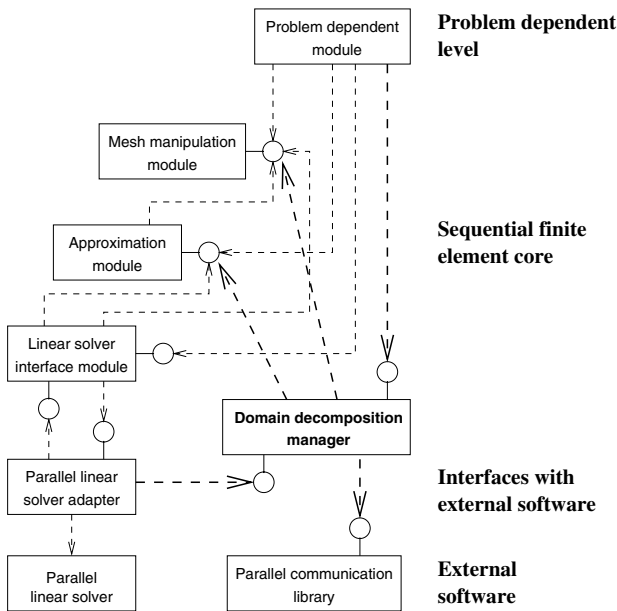 Problem dependent
module
Problem dependent
level
Mesh manipulation
module
Approximation
module
Sequential finite
element core
Linear solver
interface module
Domain decomposition
manager
Parallel linear
solver adapter
Interfaces with
external software
Parallel
linear solver
Parallel communication
library
External
software